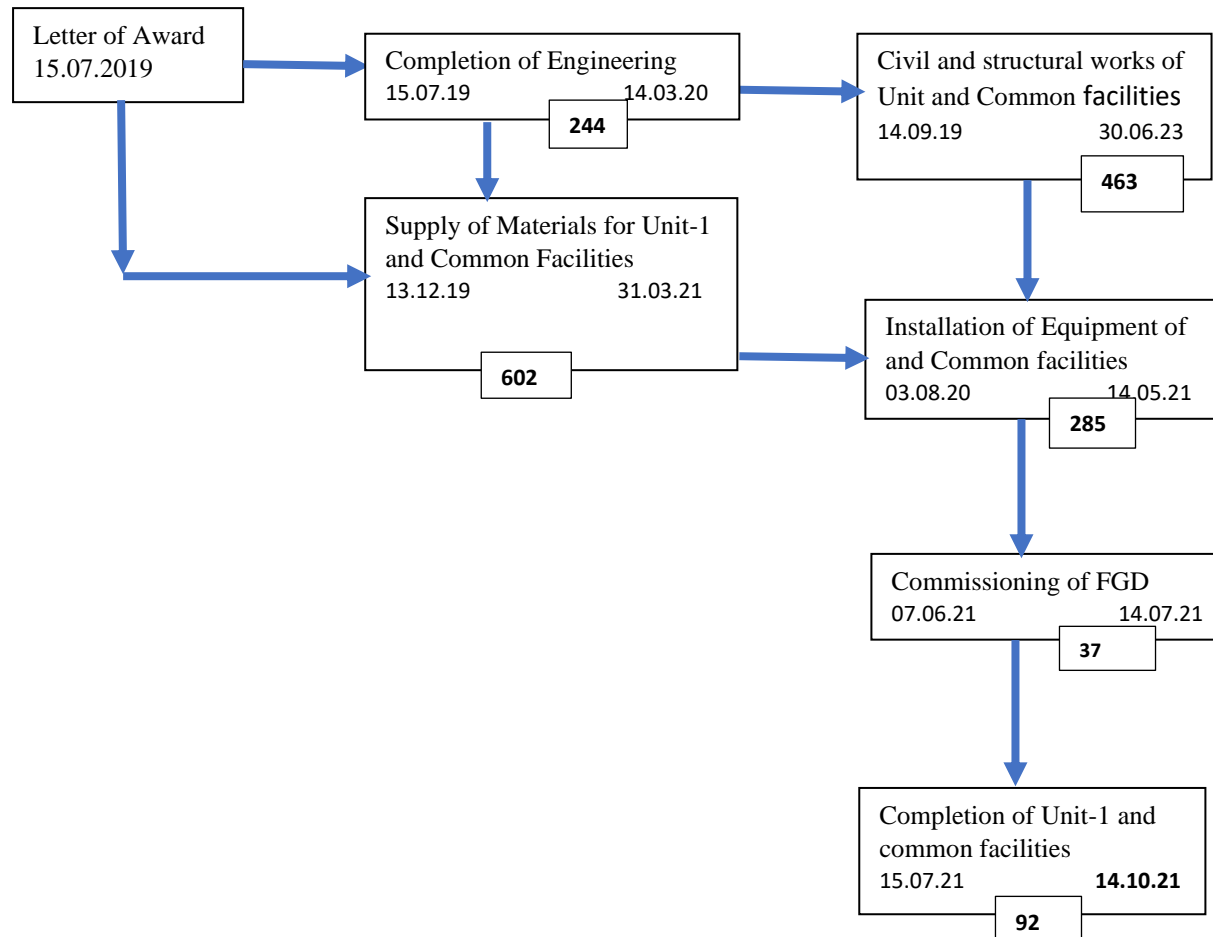 Letter of Award
15.07.2019
Completion of Engineering
15.07.19 14.03.20
244
Civil and structural works of
Unit and Common facilities
14.09.19 30.06.23
463
Supply of Materials for Unit-1
and Common Facilities
13.12.19 31.03.21
602
Installation of Equipment of
and Common facilities
03.08.20 14.05.21
285
Commissioning of FGD
07.06.21 14.07.21
37
Completion of Unit-1 and
common facilities
15.07.21 14.10.21
92